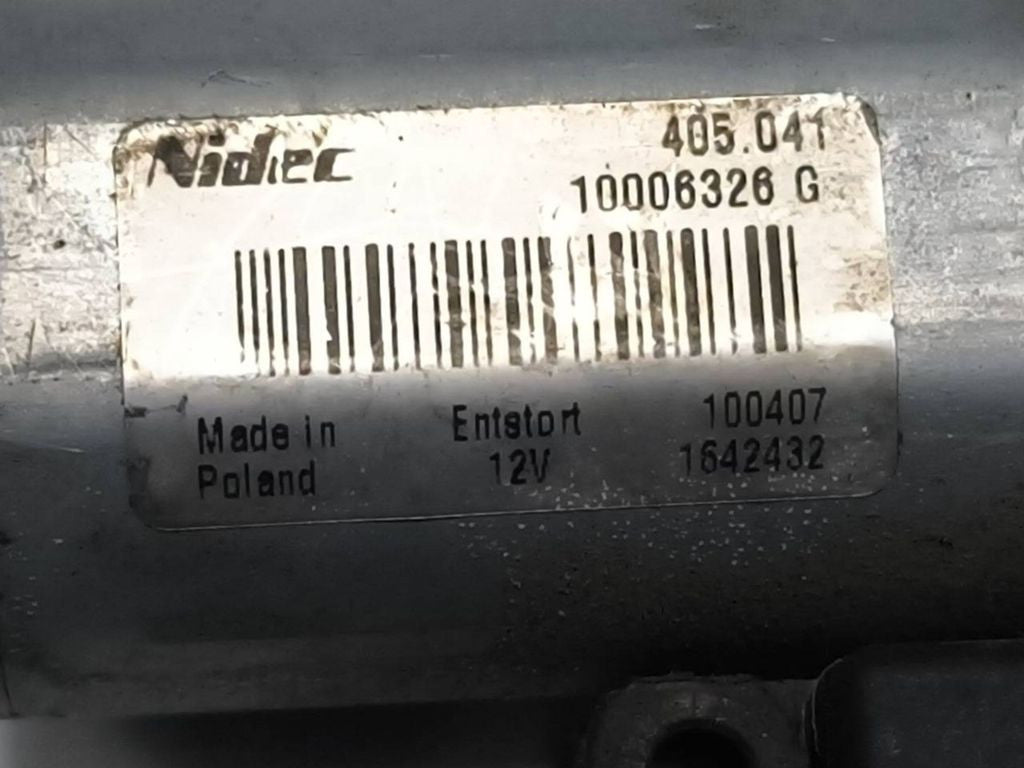 Nidec
405.041
10006326 G
Made in Entstort 100407
Poland 12V 1642432